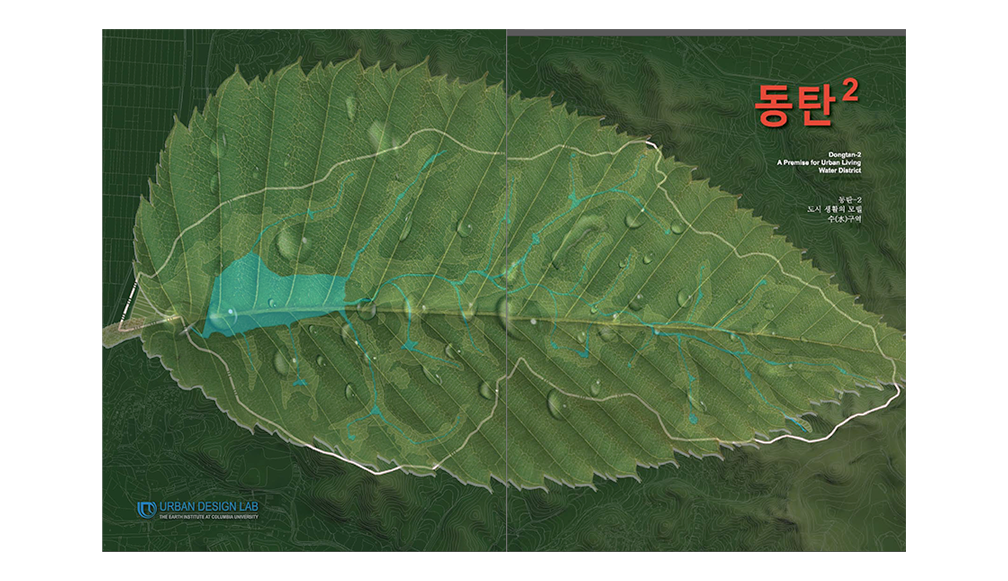 동탄²
Dongtan-2
A Premise for Urban Living
Water District
동탄-2
도시 생활의 모델
수(水)구역
URBAN DESIGN LAB
THE EARTH INSTITUTE AT COLUMBIA UNIVERSITY